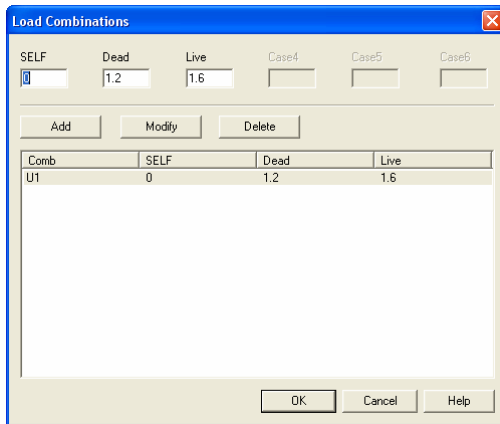 Load Combinations
SELF Dead Live Case4 Case5 Case6
0 1.2 1.6
Add Modify Delete
Comb SELF Dead Live
U1 0 1.2 1.6
OK Cancel Help